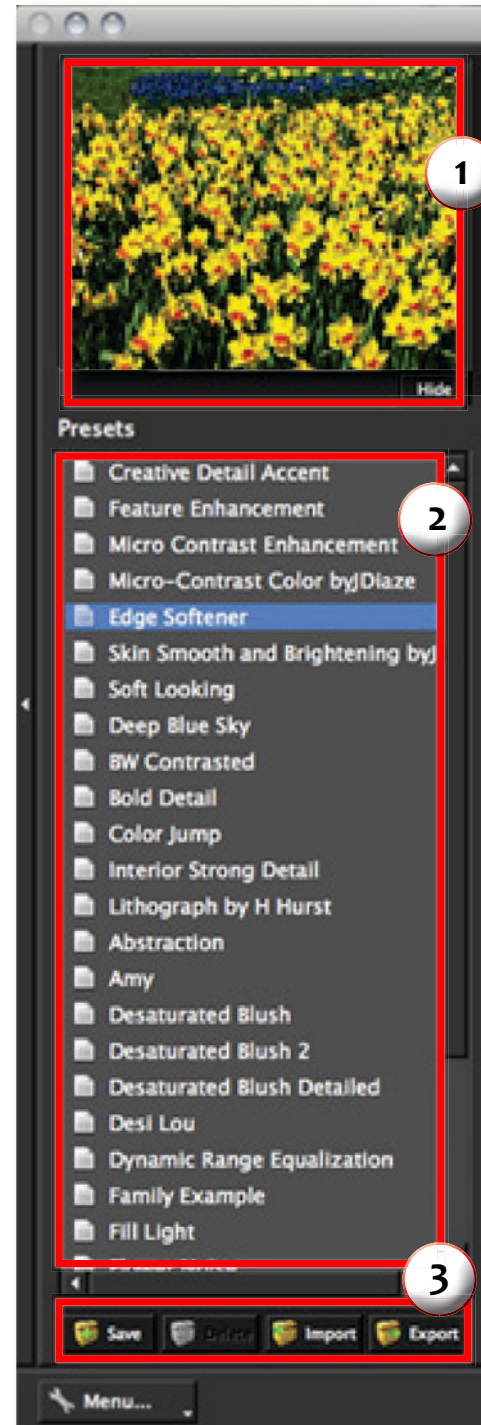 1
Hide
Presets
Creative Detail Accent
2
Feature Enhancement
Micro Contrast Enhancement
Micro-Contrast Color byJDiaze
Edge Softener
Skin Smooth and Brightening byJ
Soft Looking
Deep Blue Sky
BW Contrasted
Bold Detail
Color Jump
Interior Strong Detail
Lithograph by H Hurst
Abstraction
Amy
Desaturated Blush
Desaturated Blush 2
Desaturated Blush Detailed
Desi Lou
Dynamic Range Equalization
Family Example
Fill Light
3
Save Delete Import Export
Menu...